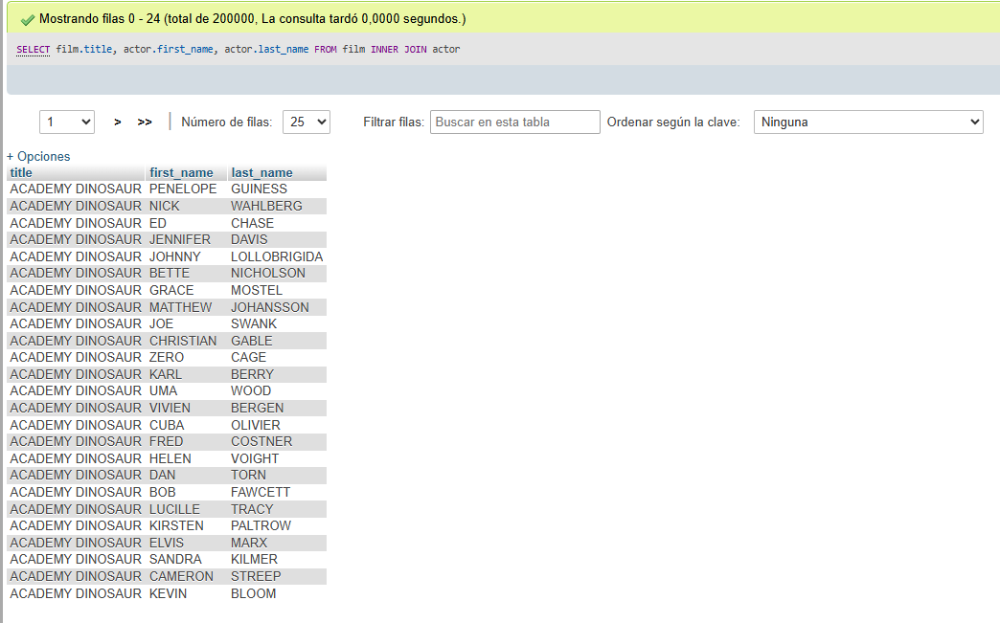 Mostrando filas 0 - 24 (total de 200000, La consulta tardó 0,0000 segundos.)
SELECT film.title, actor.first_name, actor.last_name FROM film INNER JOIN actor
1 > >> | Número de filas: 25 Filtrar filas: Buscar en esta tabla Ordenar según la clave: Ninguna
+ Opciones
title first_name last_name
ACADEMY DINOSAUR PENELOPE GUINESS
ACADEMY DINOSAUR NICK WAHLBERG
ACADEMY DINOSAUR ED CHASE
ACADEMY DINOSAUR JENNIFER DAVIS
ACADEMY DINOSAUR JOHNNY LOLLOBRIGIDA
ACADEMY DINOSAUR BETTE NICHOLSON
ACADEMY DINOSAUR GRACE MOSTEL
ACADEMY DINOSAUR MATTHEW JOHANSSON
ACADEMY DINOSAUR JOE SWANK
ACADEMY DINOSAUR CHRISTIAN GABLE
ACADEMY DINOSAUR ZERO CAGE
ACADEMY DINOSAUR KARL BERRY
ACADEMY DINOSAUR UMA WOOD
ACADEMY DINOSAUR VIVIEN BERGEN
ACADEMY DINOSAUR CUBA OLIVIER
ACADEMY DINOSAUR FRED COSTNER
ACADEMY DINOSAUR HELEN VOIGHT
ACADEMY DINOSAUR DAN TORN
ACADEMY DINOSAUR BOB FAWCETT
ACADEMY DINOSAUR LUCILLE TRACY
ACADEMY DINOSAUR KIRSTEN PALTROW
ACADEMY DINOSAUR ELVIS MARX
ACADEMY DINOSAUR SANDRA KILMER
ACADEMY DINOSAUR CAMERON STREEP
ACADEMY DINOSAUR KEVIN BLOOM